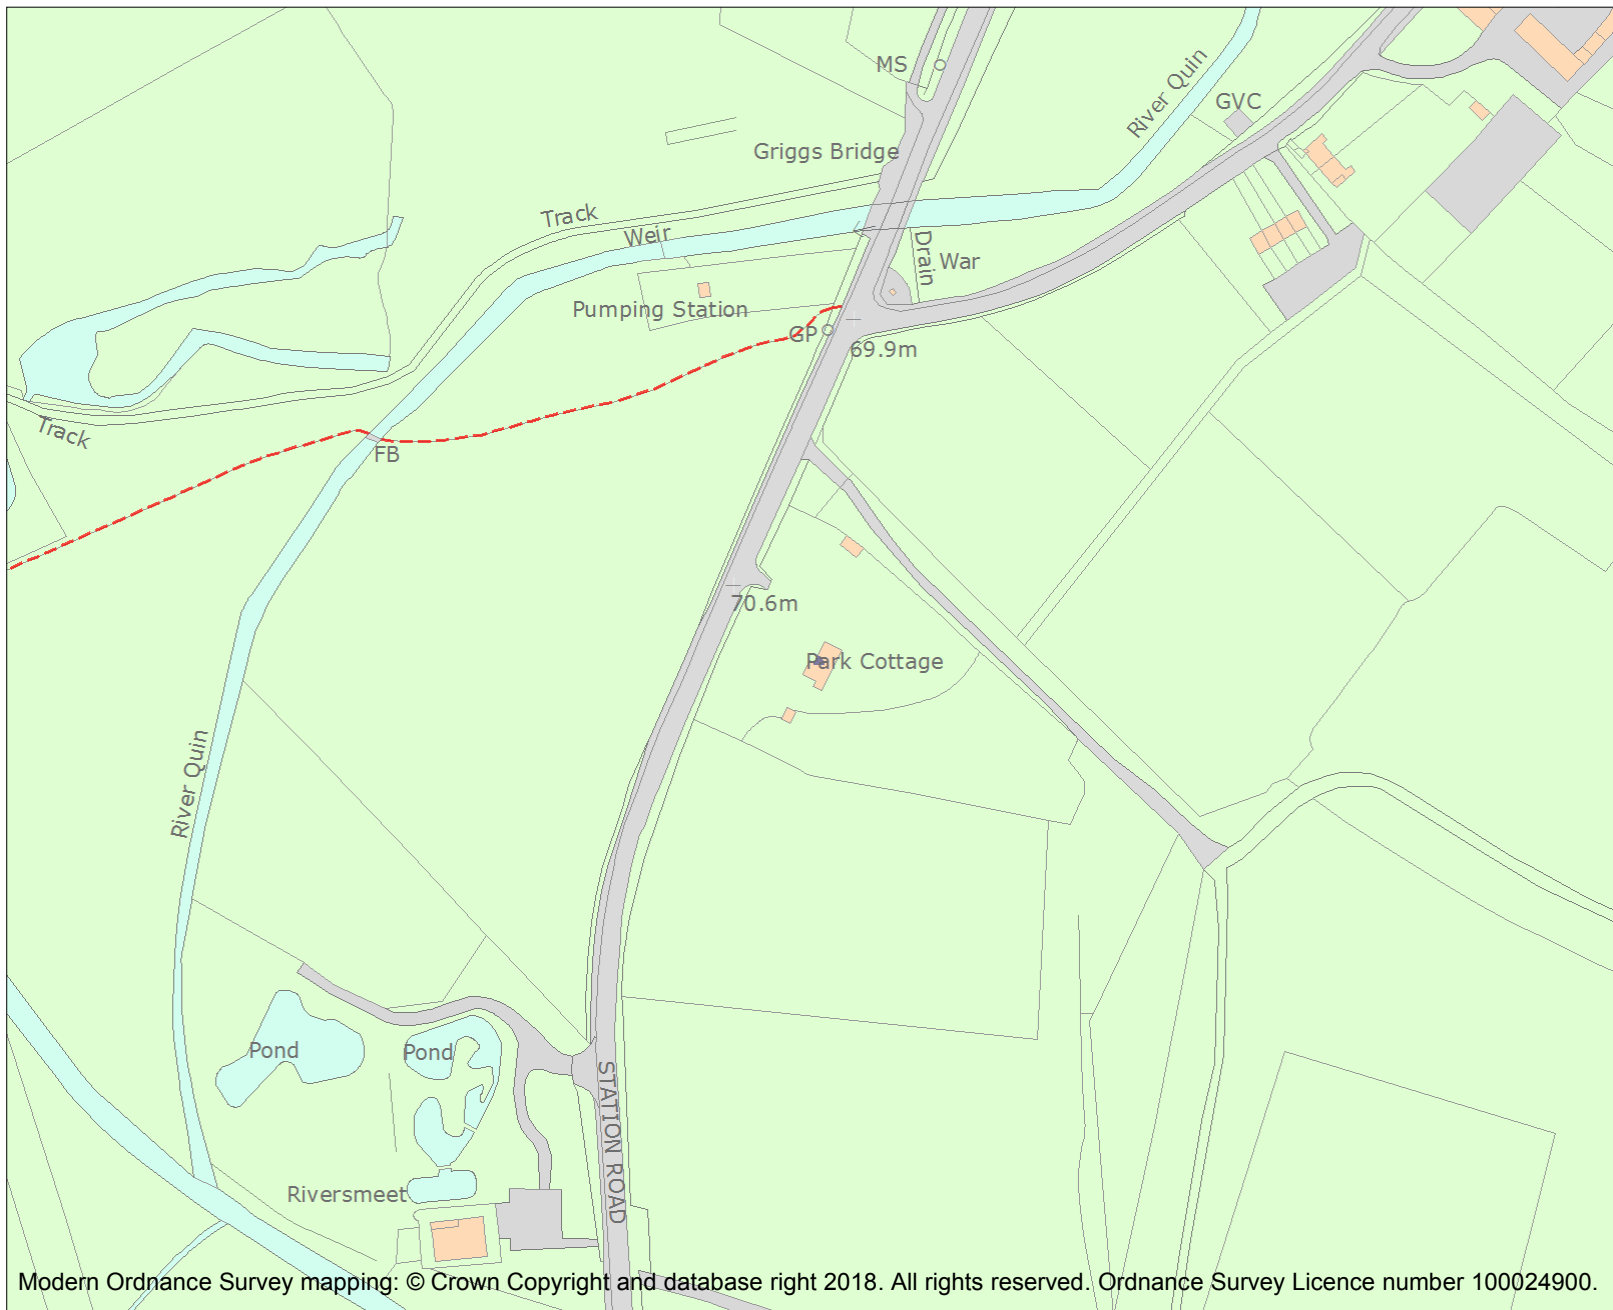 MS
River Quin
GVC
Griggs Bridge
Track
Weir
Drain
War
Pumping Station
GP
69.9m
Track
FB
70.6m
Park Cottage
River Quin
Pond
Pond
STATION ROAD
Riversmeet
Modern Ordnance Survey mapping: © Crown Copyright and database right 2018. All rights reserved. Ordnance Survey Licence number 100024900.